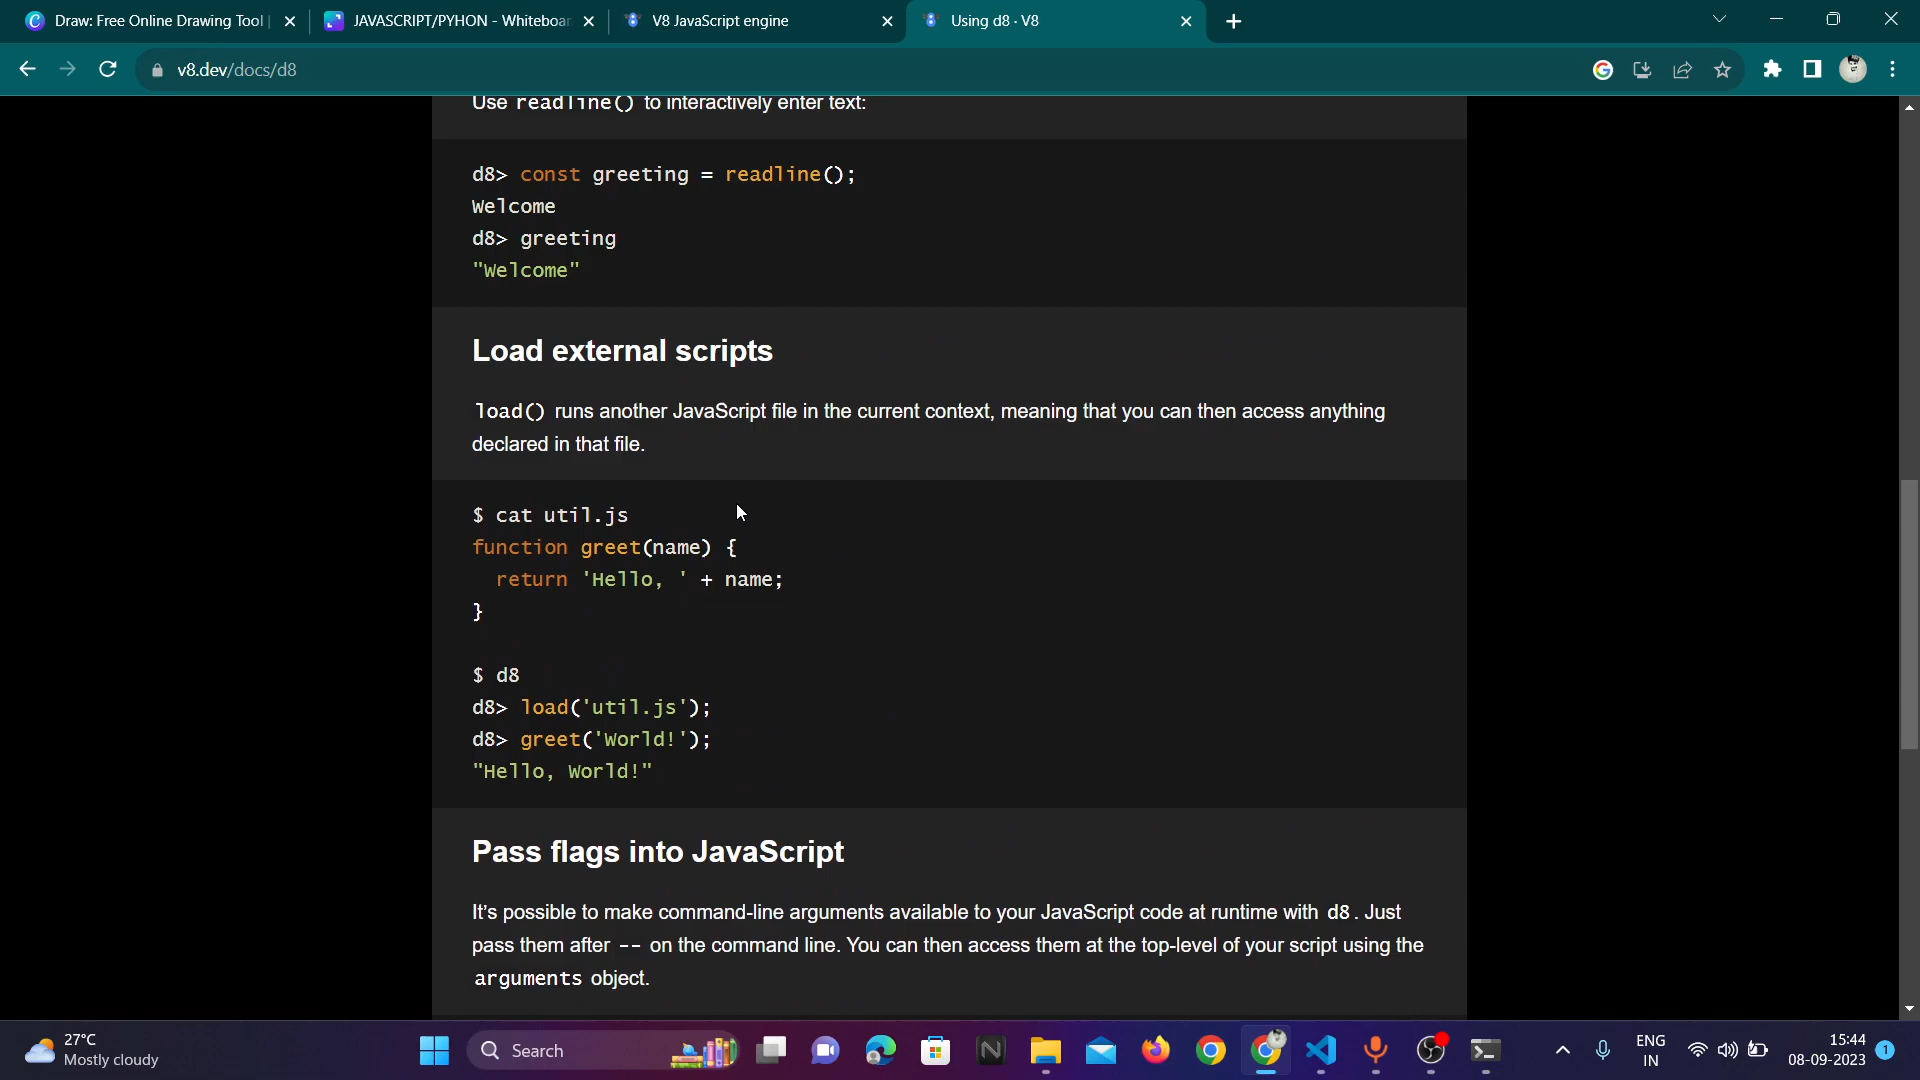 Draw: Free Online Drawing Tool
JAVASCRIPT/PYHON - Whiteboar
V8 JavaScript engine
Using d8 · V8
v8.dev/docs/d8
Use readline() to interactively enter text:
d8> const greeting = readline();
Welcome
d8> greeting
"Welcome"
Load external scripts
load() runs another JavaScript file in the current context, meaning that you can then access anything
declared in that file.
$ cat util.js
function greet(name) {
return 'Hello, ' + name;
}
$ d8
d8> load('util.js');
d8> greet('World!');
"Hello, World!"
Pass flags into JavaScript
It’s possible to make command-line arguments available to your JavaScript code at runtime with d8. Just
pass them after -- on the command line. You can then access them at the top-level of your script using the
arguments object.
27°C
Mostly cloudy
Search
ENG
IN
15:44
08-09-2023
1